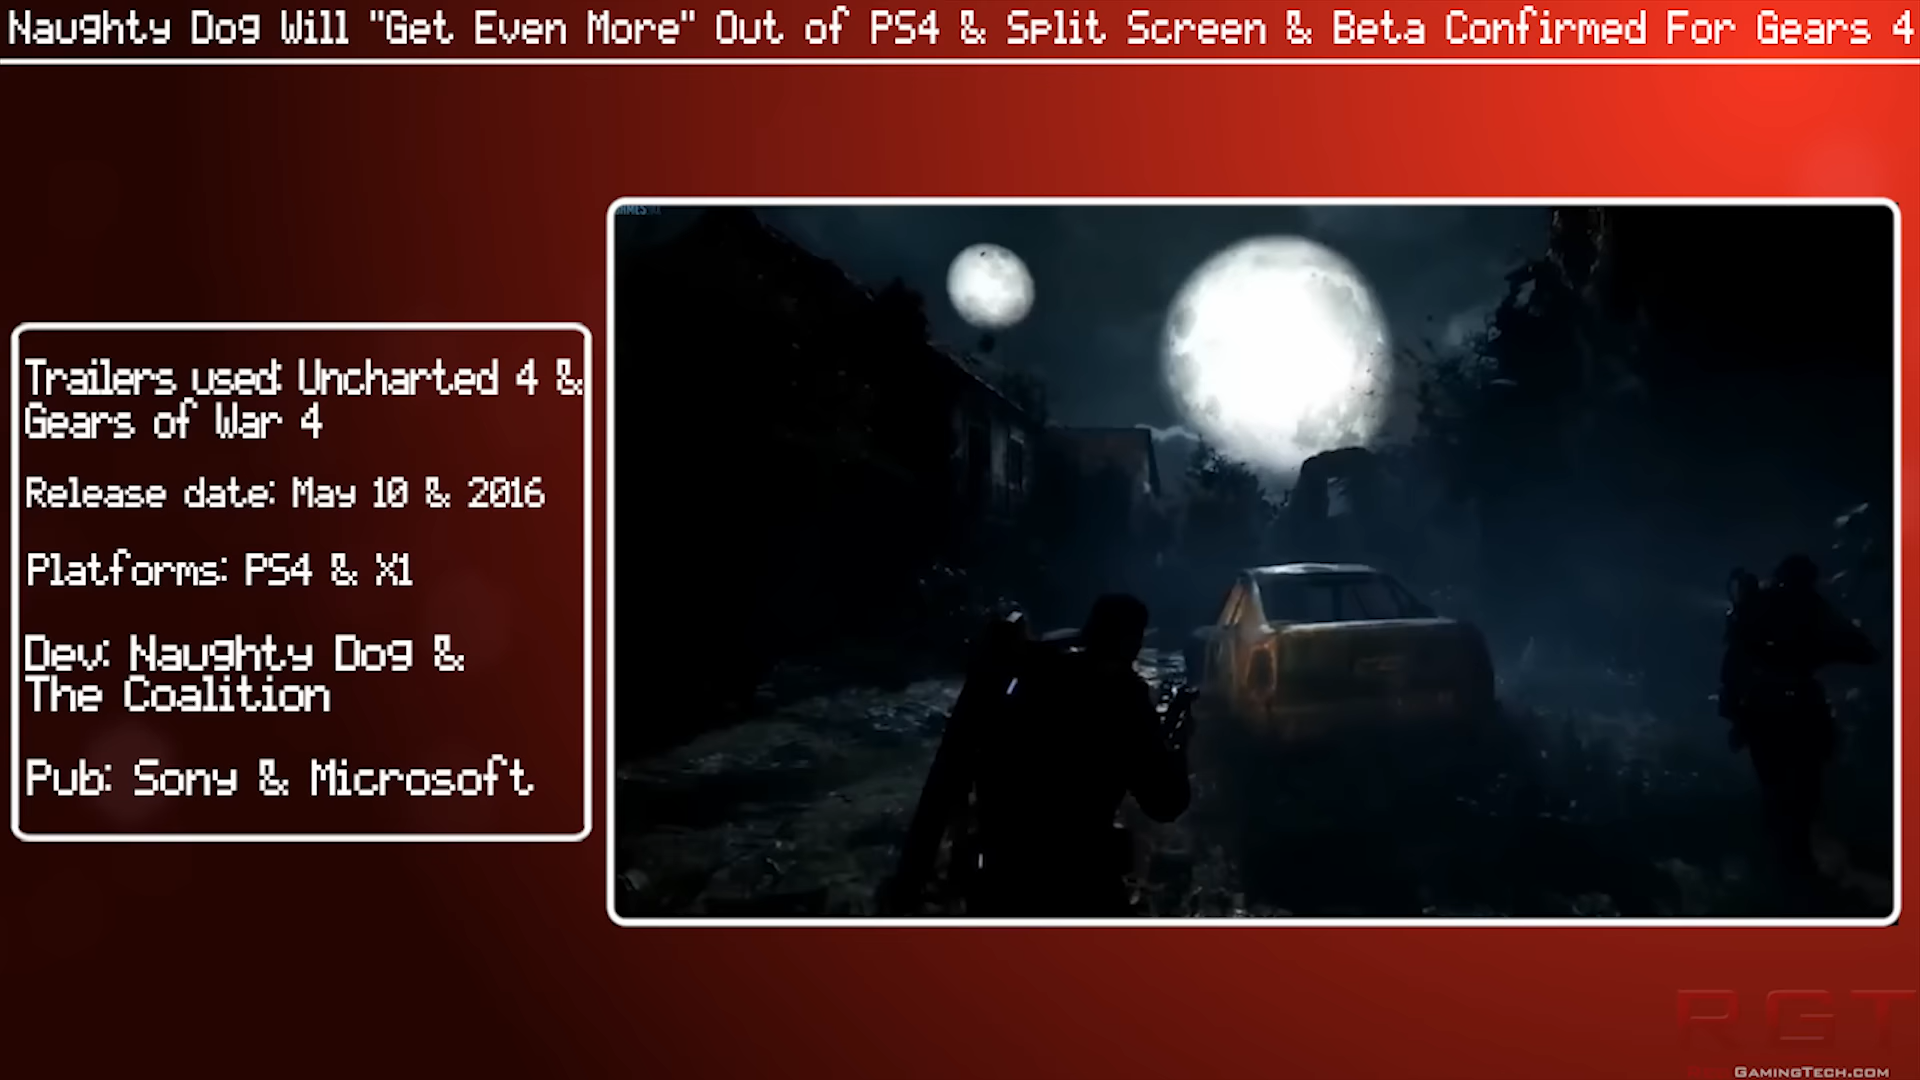 Naughty Dog Will "Get Even More" Out of PS4 & Split Screen & Beta Confirmed For Gears 4
Trailers used: Uncharted 4 &
Gears of War 4
Release date: May 10 & 2016
Platforms: PS4 & X1
Dev: Naughty Dog &
The Coalition
Pub: Sony & Microsoft
RGT
GamingTech.com